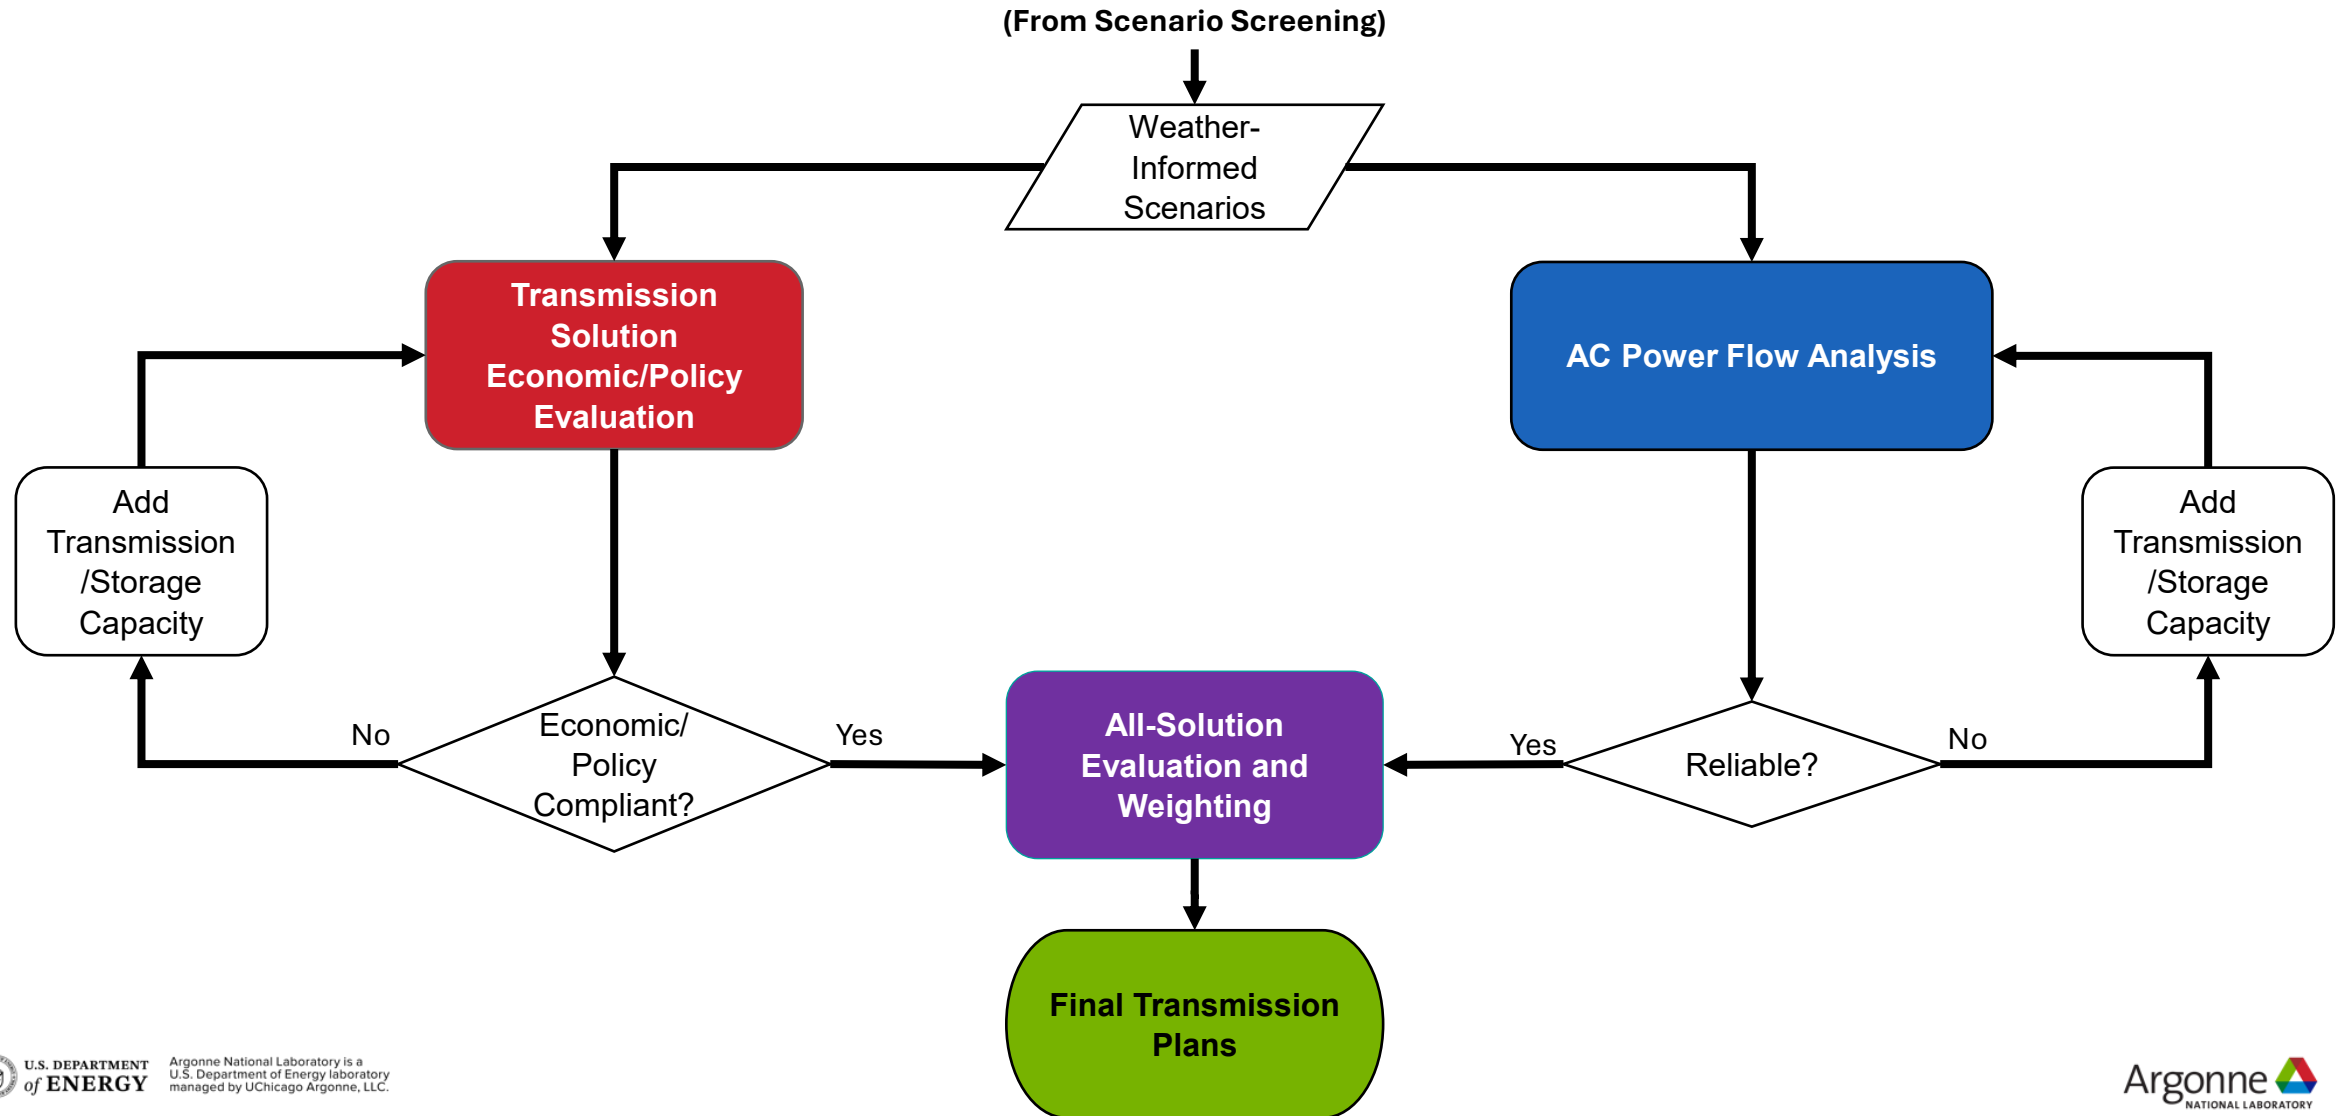 (From Scenario Screening)
Weather-
Informed
Scenarios
Transmission
Solution
Economic/Policy
Evaluation
AC Power Flow Analysis
Add
Transmission
/Storage
Capacity
Add
Transmission
/Storage
Capacity
No
Economic/
Policy
Compliant?
Yes
All-Solution
Evaluation and
Weighting
Yes
Reliable?
No
Final Transmission
Plans
U.S. DEPARTMENT
of ENERGY
Argonne National Laboratory is a
U.S. Department of Energy laboratory
managed by UChicago Argonne, LLC.
Argonne
NATIONAL LABORATORY